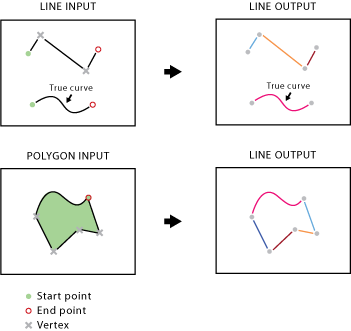 LINE INPUT
LINE OUTPUT
True curve
True curve
POLYGON INPUT
LINE OUTPUT
Start point
End point
Vertex